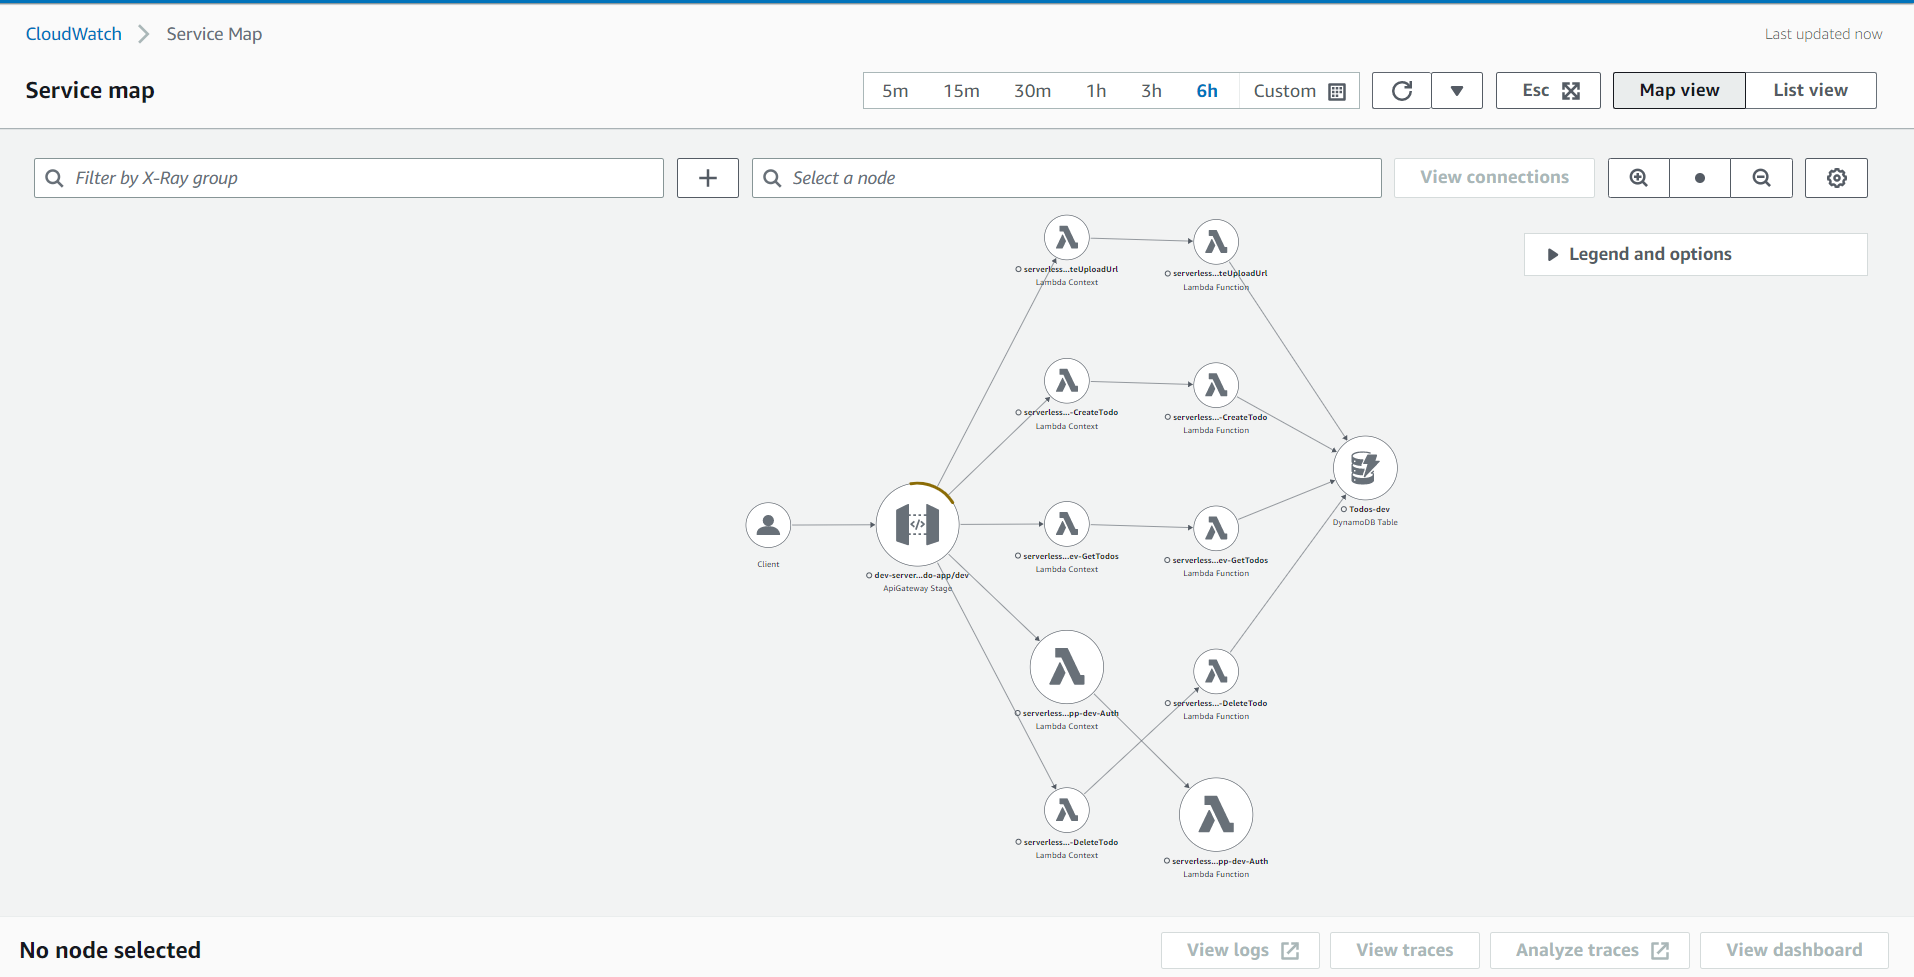 CloudWatch
Service Map
Last updated now
Service map
5m 15m 30m 1h 3h 6h Custom
Esc
Map view
List view
Filter by X-Ray group
Select a node
View connections
Legend and options
serverless...teUploadUrl
Lambda Context
serverless...teUploadUrl
Lambda Function
serverless...-CreateTodo
Lambda Context
serverless...-CreateTodo
Lambda Function
Todos-dev
DynamoDB Table
Client
dev-server...do-app/dev
ApiGateway Stage
serverless...ev-GetTodos
Lambda Context
serverless...ev-GetTodos
Lambda Function
serverless...pp-dev-Auth
Lambda Context
serverless...-DeleteTodo
Lambda Function
serverless...-DeleteTodo
Lambda Context
serverless...pp-dev-Auth
Lambda Function
No node selected
View logs
View traces
Analyze traces
View dashboard